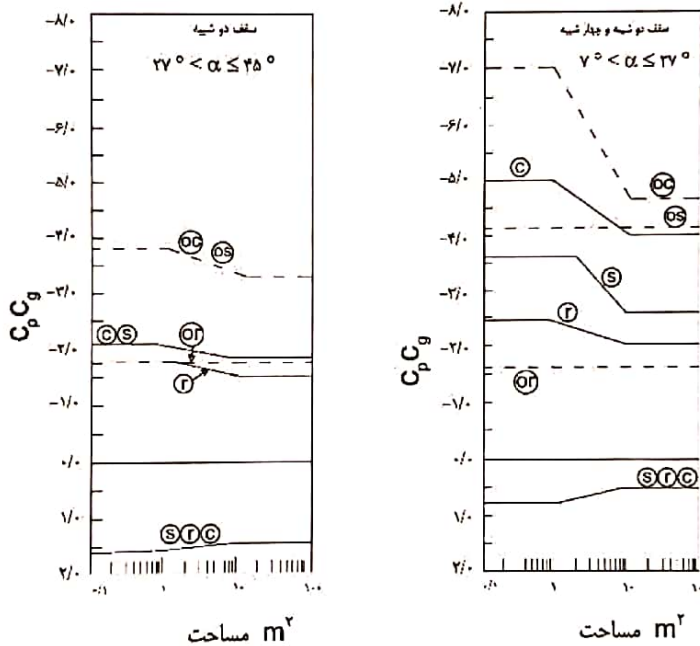 سقف دو شیبه
۲۷° < α ≤ ۴۵°
-۸/۰
-۷/۰
-۶/۰
-۵/۰
-۴/۰
-۳/۰
-۲/۰
-۱/۰
۰/۰
۱/۰
۲/۰
CpCg
oc os
c s
or
r
s r c
۰/۱ ۱ ۱۰ ۱۰۰
مساحت m۲
سقف دو شیبه و چهار شیبه
۷° < α ≤ ۲۷°
-۸/۰
-۷/۰
-۶/۰
-۵/۰
-۴/۰
-۳/۰
-۲/۰
-۱/۰
۰/۰
۱/۰
۲/۰
CpCg
c
oc
os
s
r
or
s r c
۰/۱ ۱ ۱۰
مساحت m۲